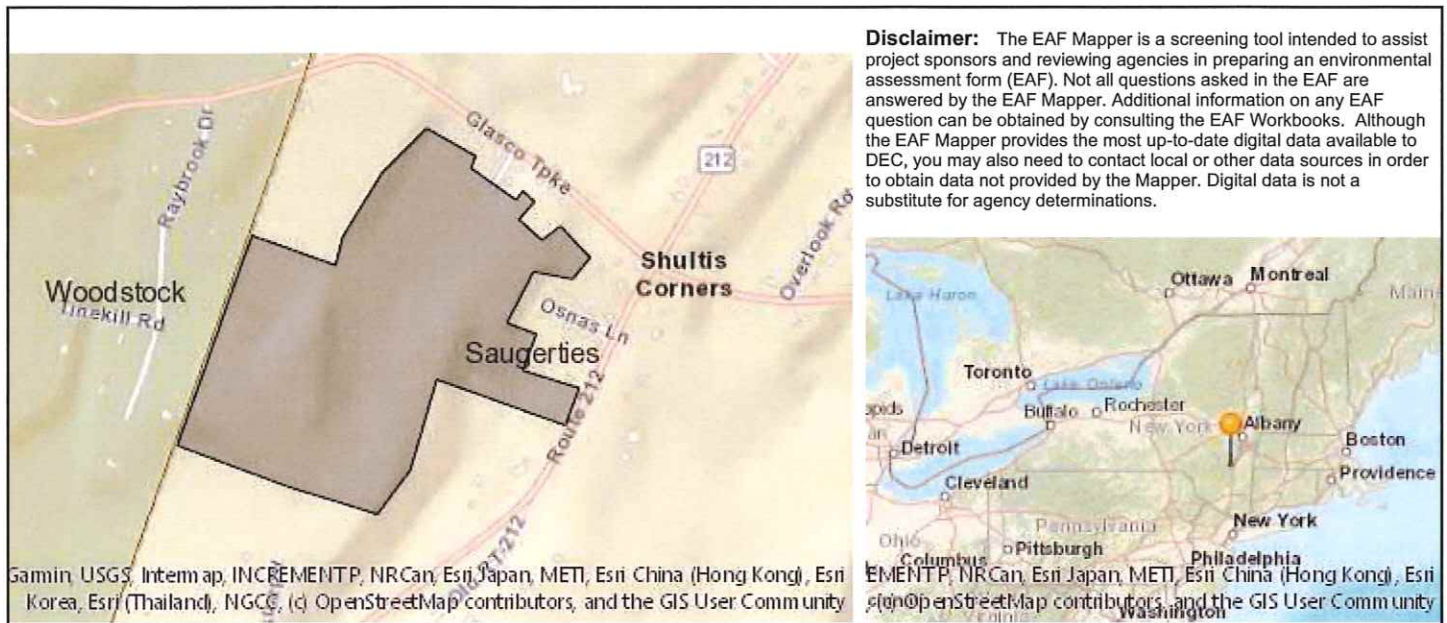 Disclaimer: The EAF Mapper is a screening tool intended to assist
project sponsors and reviewing agencies in preparing an environmental
assessment form (EAF). Not all questions asked in the EAF are
answered by the EAF Mapper. Additional information on any EAF
question can be obtained by consulting the EAF Workbooks. Although
the EAF Mapper provides the most up-to-date digital data available to
DEC, you may also need to contact local or other data sources in order
to obtain data not provided by the Mapper. Digital data is not a
substitute for agency determinations.
Raybrook Dr
Glasco Tpke
212
Overlook
Shultis
Corners
Woodstock
Linekill Rd
Osnas Ln
Saugerties
Route 212
Garmin, USGS, Intermap, INCREMENT P, NRCan, Esri Japan, METI, Esri China (Hong Kong), Esri
Korea, Esri (Thailand), NGCC, (c) OpenStreetMap contributors, and the GIS User Community
Ottawa
Montreal
Lake Huron
Toronto
Lake Ontario
Buffalo
Rochester
New York
Albany
Boston
Detroit
Providence
Cleveland
New York
Pennsylvania
Pittsburgh
Philadelphia
Ohio
Columbus
EMENT P, NRCan, Esri Japan, METI, Esri China (Hong Kong), Esri
OpenStreetMap contributors, and the GIS User Community
Washington